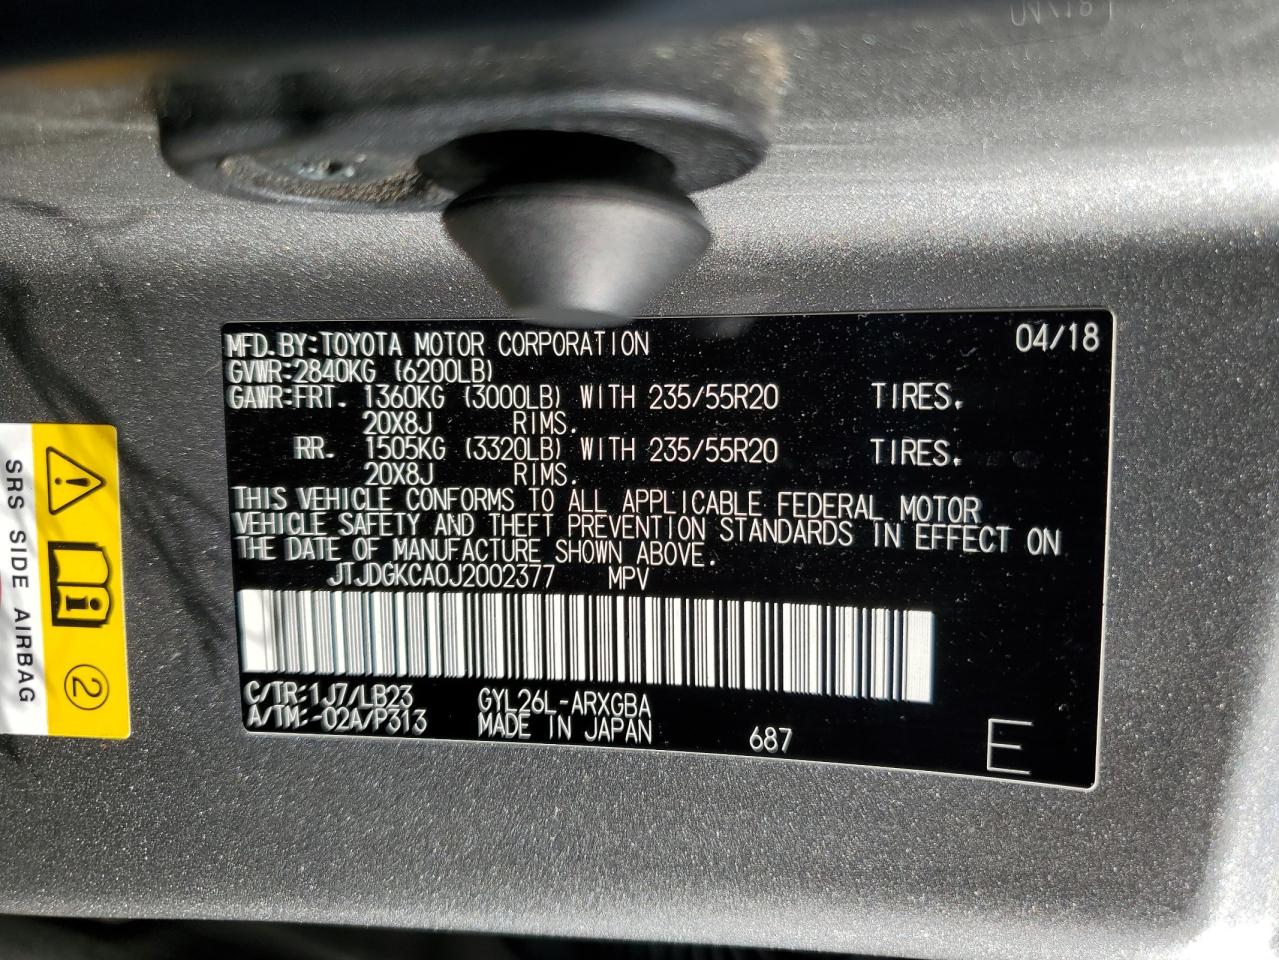 04/18
MFD.BY:TOYOTA MOTOR CORPORATION 04/18
GVWR:2840KG (6200LB)
GAWR:FRT. 1360KG (3000LB) WITH 235/55R20 TIRES.
20X8J RIMS.
RR. 1505KG (3320LB) WITH 235/55R20 TIRES.
20X8J RIMS.
THIS VEHICLE CONFORMS TO ALL APPLICABLE FEDERAL MOTOR
VEHICLE SAFETY AND THEFT PREVENTION STANDARDS IN EFFECT ON
THE DATE OF MANUFACTURE SHOWN ABOVE.
JTJDGKCA0J2002377 MPV
C/TR:1J7/LB23 GYL26L-ARXGBA
A/TM:-02A/P313 MADE IN JAPAN 687 E
SRS SIDE AIRBAG
2